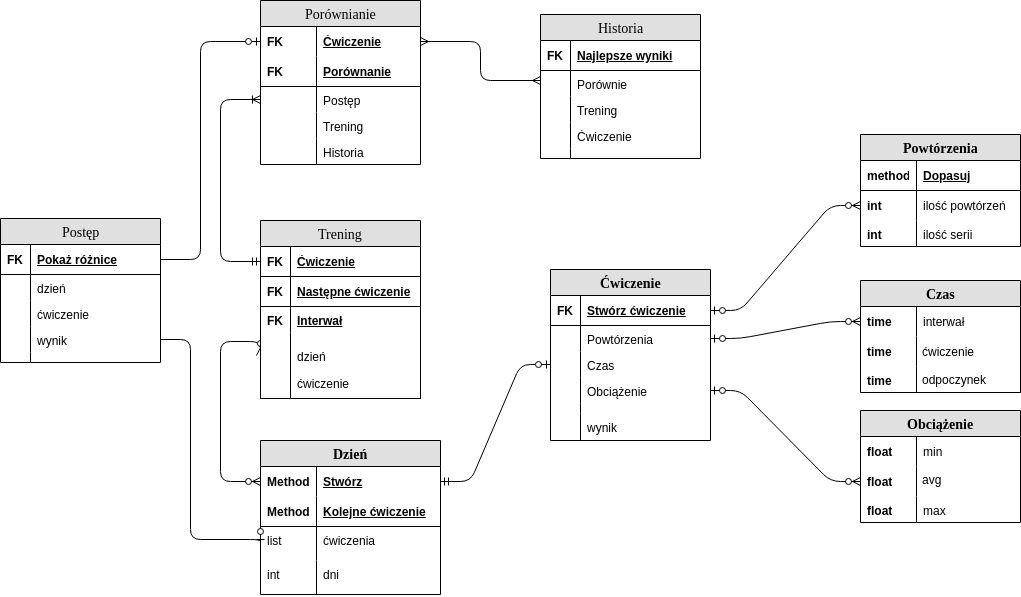 Porównianie
FK Ćwiczenie
FK Porównanie
Postęp
Trening
Historia
Historia
FK Najlepsze wyniki
Porównie
Trening
Ćwiczenie
Powtórzenia
method Dopasuj
int ilość powtórzeń
int ilość serii
Postęp
FK Pokaż różnice
dzień
ćwiczenie
wynik
Trening
FK Ćwiczenie
FK Następne ćwiczenie
FK Interwał
dzień
ćwiczenie
Ćwiczenie
FK Stwórz ćwiczenie
Powtórzenia
Czas
Obciążenie
wynik
Czas
time interwał
time ćwiczenie
time odpoczynek
Obciążenie
float min
float avg
float max
Dzień
Method Stwórz
Method Kolejne ćwiczenie
list ćwiczenia
int dni